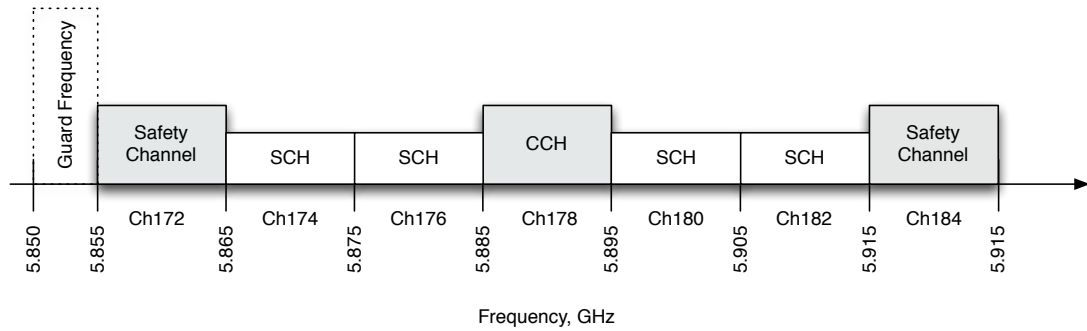 Guard Frequency
Safety
Channel
SCH
SCH
CCH
SCH
SCH
Safety
Channel
Ch172
Ch174
Ch176
Ch178
Ch180
Ch182
Ch184
5.850
5.855
5.865
5.875
5.885
5.895
5.905
5.915
5.915
Frequency, GHz